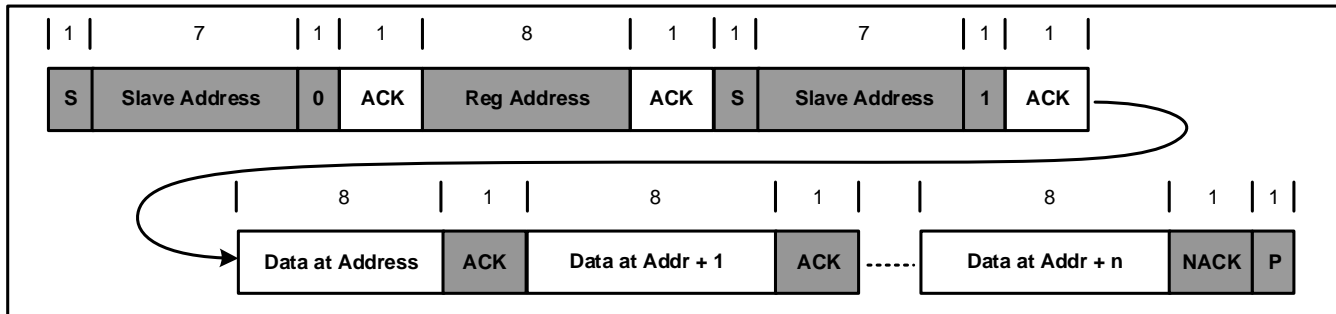 1 7 1 1 8 1 1 7 1 1
S Slave Address 0 ACK Reg Address ACK S Slave Address 1 ACK
8 1 8 1 8 1 1
Data at Address ACK Data at Addr + 1 ACK Data at Addr + n NACK P